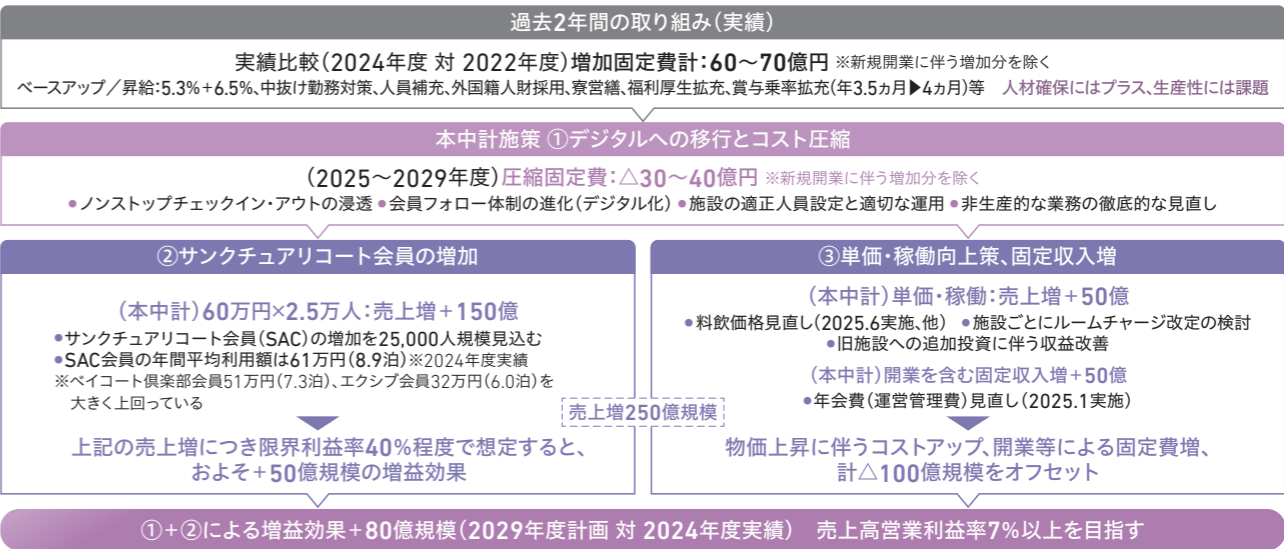 過去2年間の取り組み（実績）
実績比較（2024年度 対 2022年度）増加固定費計：60～70億円 ※新規開業に伴う増加分を除く
ベースアップ／昇給：5.3％＋6.5％、中抜け勤務対策、人員補充、外国籍人財採用、寮営繕、福利厚生拡充、賞与乗率拡充（年3.5ヵ月▶4ヵ月）等　人材確保にはプラス、生産性には課題
本中計施策 ①デジタルへの移行とコスト圧縮
（2025～2029年度）圧縮固定費：△30～40億円 ※新規開業に伴う増加分を除く
●ノンストップチェックイン・アウトの浸透 ●会員フォロー体制の進化（デジタル化） ●施設の適正人員設定と適切な運用 ●非生産的な業務の徹底的な見直し
②サンクチュアリコート会員の増加
（本中計）60万円×2.5万人：売上増＋150億
●サンクチュアリコート会員（SAC）の増加を25,000人規模見込む
●SAC会員の年間平均利用額は61万円（8.9泊）※2024年度実績
※ベイコート倶楽部会員51万円（7.3泊）、エクシブ会員32万円（6.0泊）を
大きく上回っている
上記の売上増につき限界利益率40％程度で想定すると、
およそ＋50億規模の増益効果
売上増250億規模
③単価・稼働向上策、固定収入増
（本中計）単価・稼働：売上増＋50億
●料飲価格見直し（2025.6実施、他） ●施設ごとにルームチャージ改定の検討
●旧施設への追加投資に伴う収益改善
（本中計）開業を含む固定収入増＋50億
●年会費（運営管理費）見直し（2025.1実施）
物価上昇に伴うコストアップ、開業等による固定費増、
計△100億規模をオフセット
①＋②による増益効果＋80億規模（2029年度計画 対 2024年度実績）　売上高営業利益率7％以上を目指す